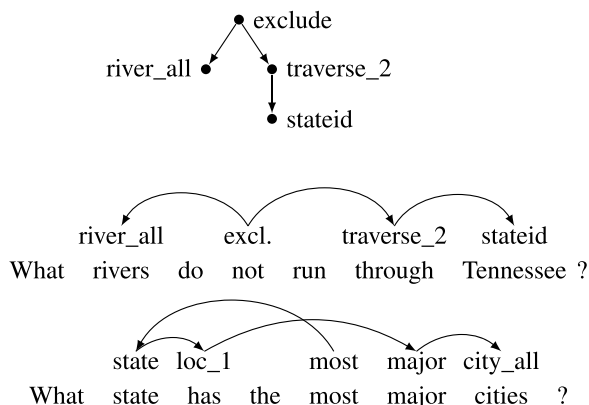 exclude
river_all traverse_2
stateid
river_all excl. traverse_2 stateid
What rivers do not run through Tennessee ?
state loc_1 most major city_all
What state has the most major cities ?